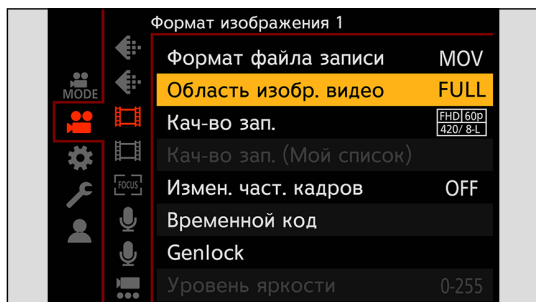 Формат изображения 1
MODE
Формат файла записи MOV
Область изобр. видео FULL
Кач-во зап. FHD 60p 420/ 8-L
Кач-во зап. (Мой список)
FOCUS
Измен. част. кадров OFF
Временной код
Genlock
Уровень яркости 0-255